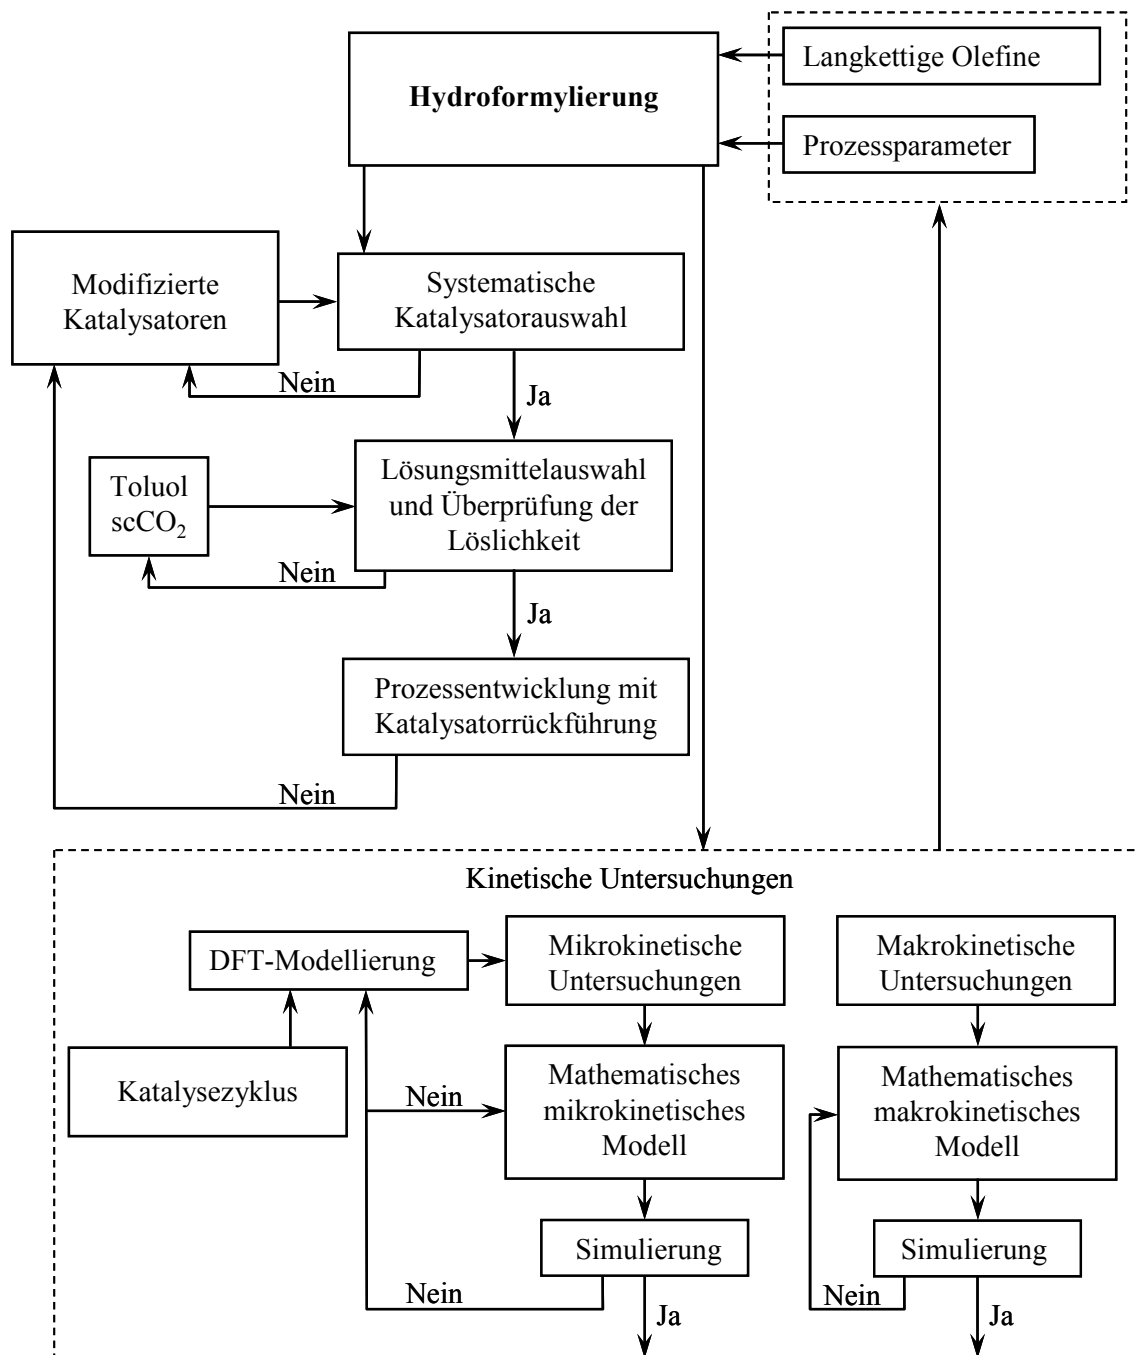 Hydroformylierung
Langkettige Olefine
Prozessparameter
Modifizierte
Katalysatoren
Systematische
Katalysatorauswahl
Nein
Ja
Toluol
scCO₂
Lösungsmittelauswahl
und Überprüfung der
Löslichkeit
Nein
Ja
Prozessentwicklung mit
Katalysatorrückführung
Nein
Kinetische Untersuchungen
DFT-Modellierung
Mikrokinetische
Untersuchungen
Makrokinetische
Untersuchungen
Katalysezyklus
Nein
Mathematisches
mikrokinetisches
Modell
Mathematisches
makrokinetisches
Modell
Simulierung
Simulierung
Nein
Ja
Nein
Ja